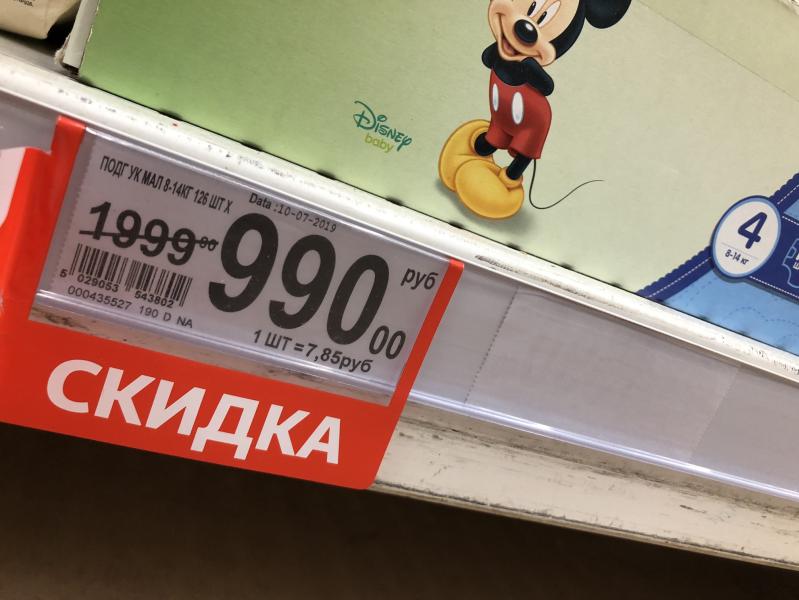 Disney
baby
4
8-14 кг
ПОДГ УК МАЛ 8-14КГ 126 ШТ Х
Data :10-07-2019
1999 90
990 00 руб
5 029053 543802
000435527 190 D NA
1 ШТ =7,85руб
СКИДКА